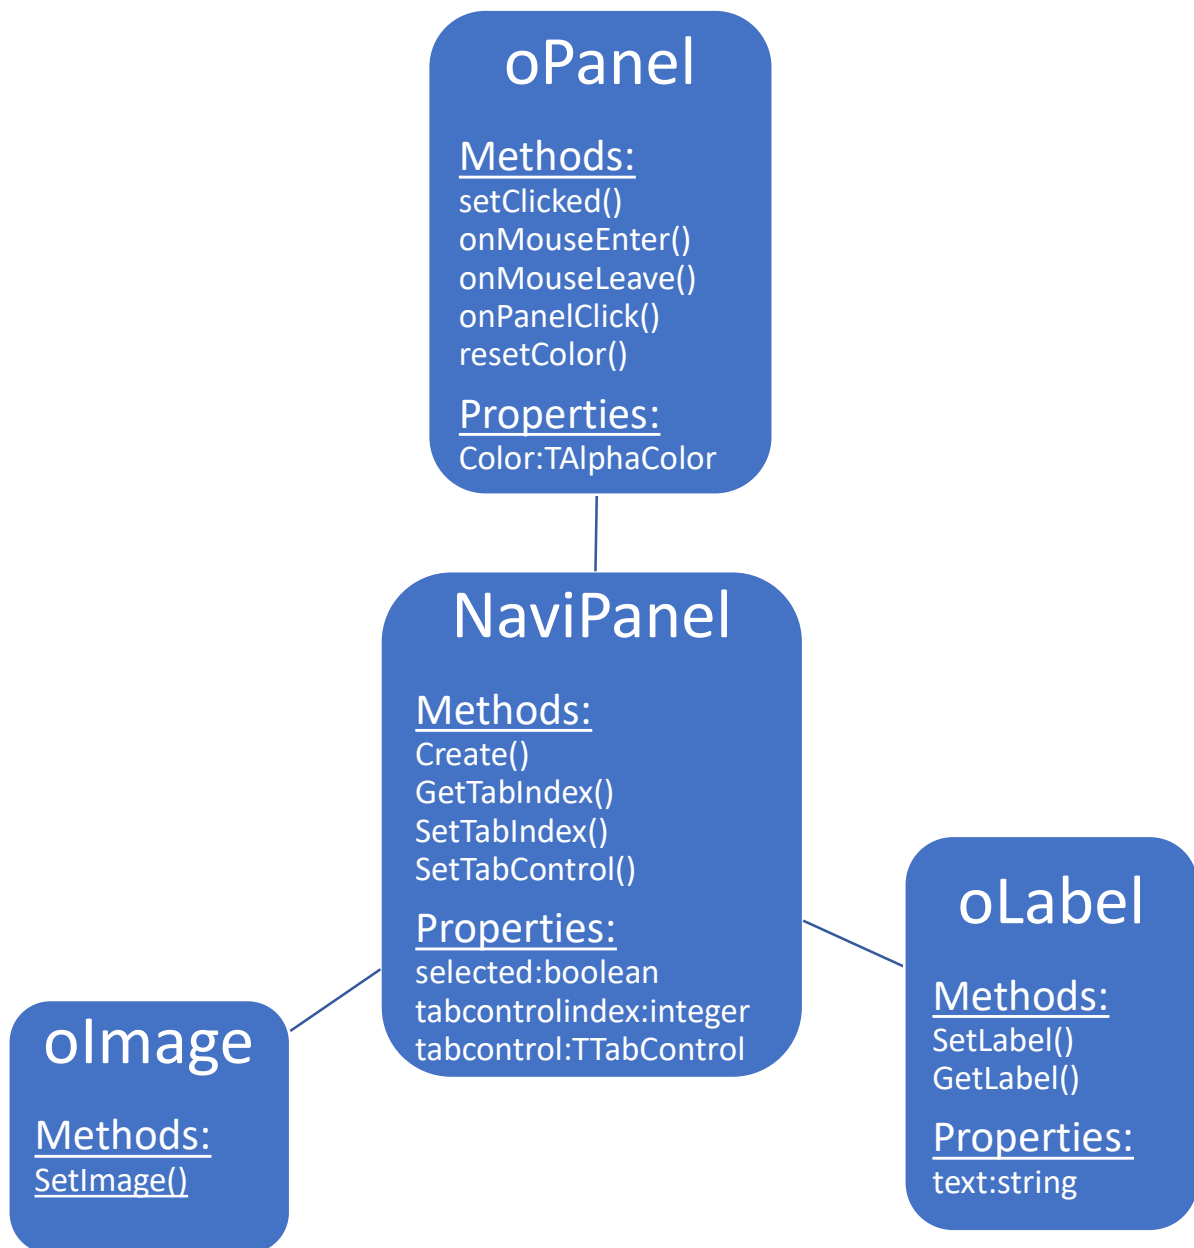 oPanel
Methods:
setClicked()
onMouseEnter()
onMouseLeave()
onPanelClick()
resetColor()
Properties:
Color:TAlphaColor
NaviPanel
Methods:
Create()
GetTabIndex()
SetTabIndex()
SetTabControl()
Properties:
selected:boolean
tabcontrolindex:integer
tabcontrol:TTabControl
oImage
Methods:
SetImage()
oLabel
Methods:
SetLabel()
GetLabel()
Properties:
text:string